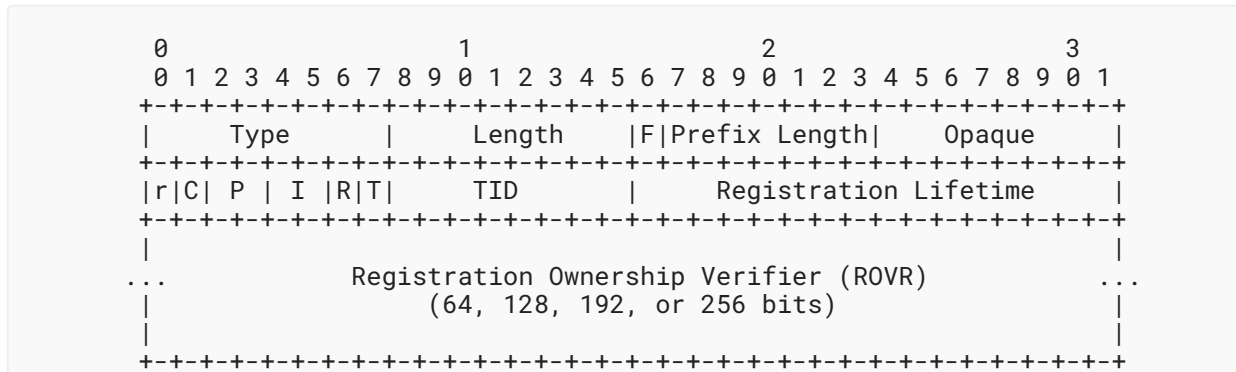 0                   1                   2                   3
 0 1 2 3 4 5 6 7 8 9 0 1 2 3 4 5 6 7 8 9 0 1 2 3 4 5 6 7 8 9 0 1
+-+-+-+-+-+-+-+-+-+-+-+-+-+-+-+-+-+-+-+-+-+-+-+-+-+-+-+-+-+-+-+-+
|     Type      |     Length    |F|Prefix Length|    Opaque     |
+-+-+-+-+-+-+-+-+-+-+-+-+-+-+-+-+-+-+-+-+-+-+-+-+-+-+-+-+-+-+-+-+
|r|C| P | I |R|T|     TID       |     Registration Lifetime     |
+-+-+-+-+-+-+-+-+-+-+-+-+-+-+-+-+-+-+-+-+-+-+-+-+-+-+-+-+-+-+-+-+
|                                                               |
...            Registration Ownership Verifier (ROVR)           ...
|                  (64, 128, 192, or 256 bits)                  |
|                                                               |
+-+-+-+-+-+-+-+-+-+-+-+-+-+-+-+-+-+-+-+-+-+-+-+-+-+-+-+-+-+-+-+-+